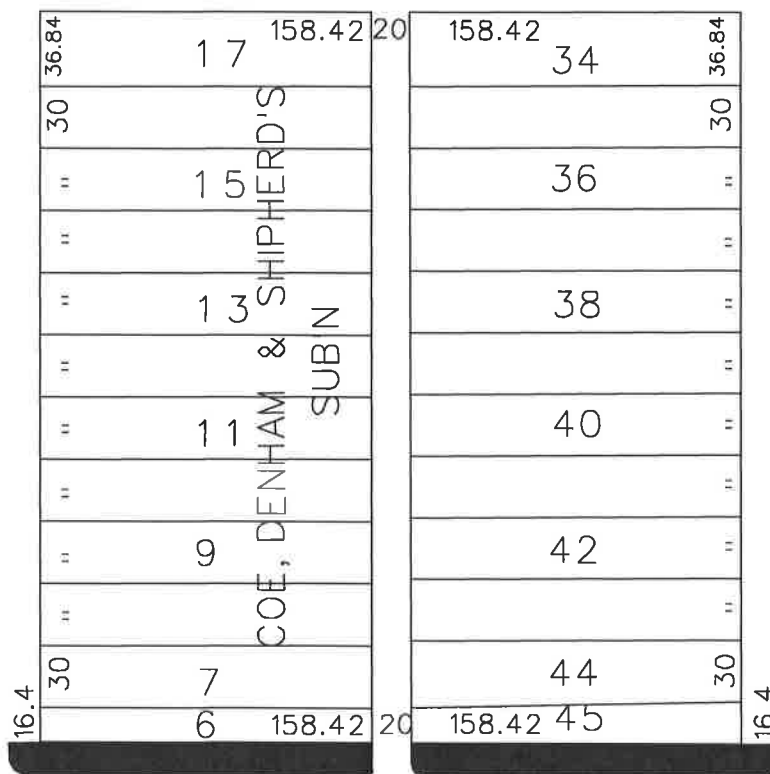 36.84 17 158.42 20 158.42 34 36.84
30 30
" 15 36 "
" "
" 13 38 "
" "
" 11 40 "
" "
" 9 42 "
" "
30 7 44 30
16.4 6 158.42 20 158.42 45 16.4
COE, DENHAM & SHIPHERD'S
SUB'N